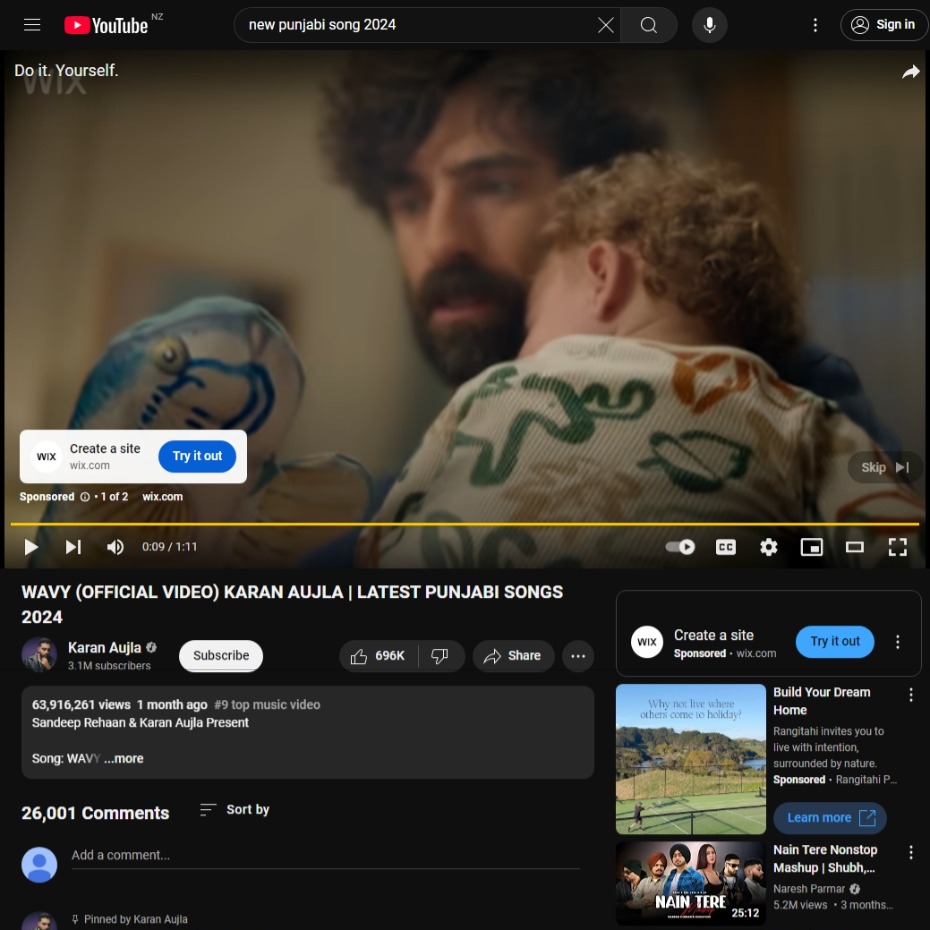 YouTube NZ
new punjabi song 2024
Sign in
Do it. Yourself.
WIX
WIX
Create a site
wix.com
Try it out
Skip
Sponsored • 1 of 2 wix.com
0:09 / 1:11
CC
WAVY (OFFICIAL VIDEO) KARAN AUJLA | LATEST PUNJABI SONGS
2024
Karan Aujla
3.1M subscribers
Subscribe
696K
Share
63,916,261 views 1 month ago #9 top music video
Sandeep Rehaan & Karan Aujla Present
Song: WAVY ...more
26,001 Comments
Sort by
Add a comment...
Pinned by Karan Aujla
WIX
Create a site
Sponsored • wix.com
Try it out
Why not live where
others come to holiday?
Build Your Dream
Home
Rangitahi invites you to
live with intention,
surrounded by nature.
Sponsored • Rangitahi P...
Learn more
NAIN TERE
25:12
Nain Tere Nonstop
Mashup | Shubh,...
Naresh Parmar
5.2M views • 3 months...